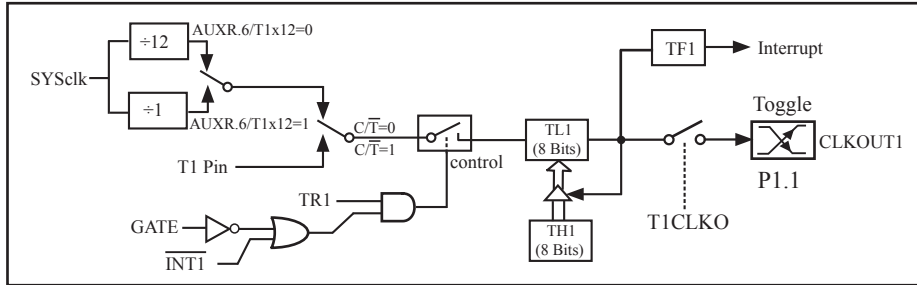 ÷12
AUXR.6/T1x12=0
SYSclk
÷1
AUXR.6/T1x12=1
T1 Pin
C/T̅=0
C/T̅=1
control
TL1
(8 Bits)
TF1
Interrupt
Toggle
CLKOUT1
P1.1
T1CLKO
TR1
GATE
I̅N̅T̅1̅
TH1
(8 Bits)